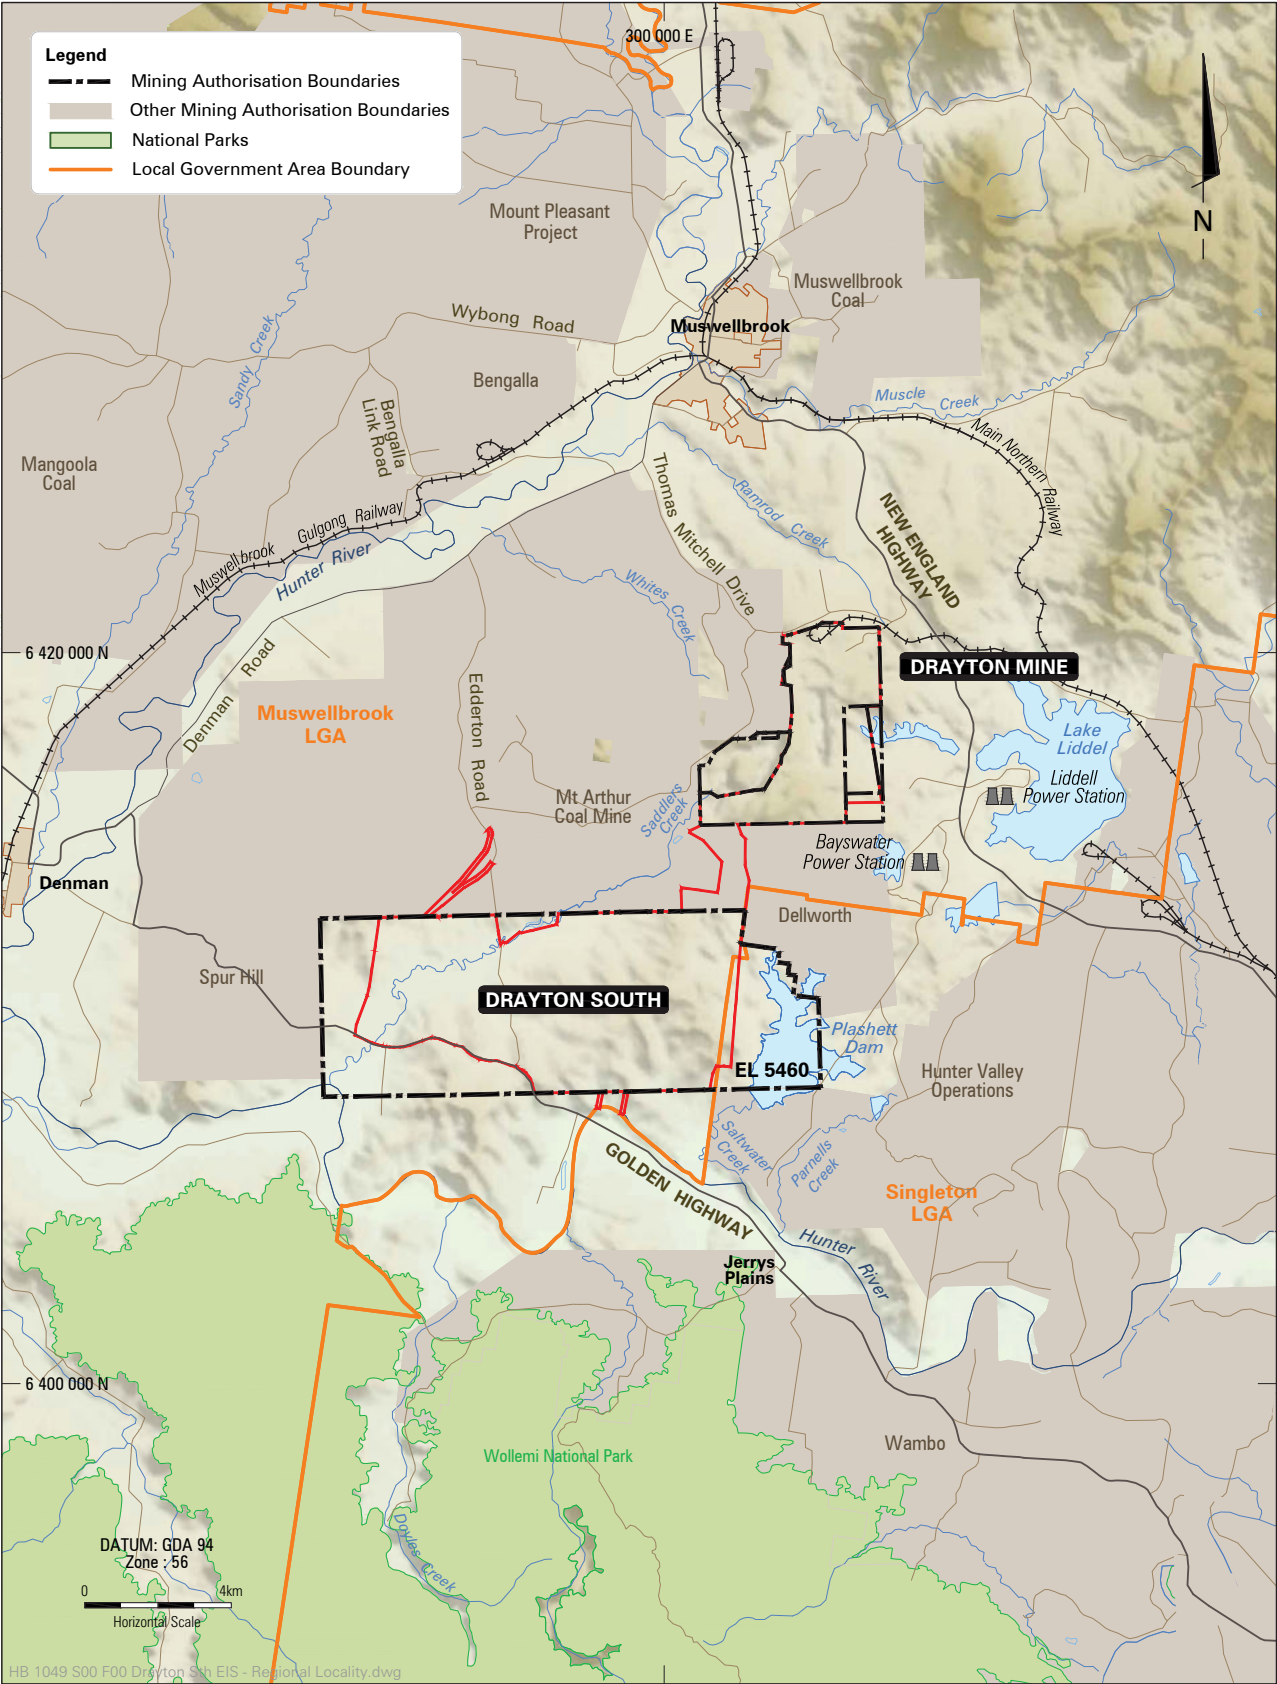 300 000 E
Legend
Mining Authorisation Boundaries
Other Mining Authorisation Boundaries
National Parks
Local Government Area Boundary
N
Mount Pleasant
Project
Muswellbrook
Coal
Wybong Road
Muswellbrook
Sandy Creek
Bengalla
Muscle Creek
Bengalla
Link Road
Main Northern Railway
Mangoola
Coal
Thomas Mitchell Drive
Ramrod Creek
NEW ENGLAND
HIGHWAY
Muswellbrook Gulgong Railway
Hunter River
Whites Creek
6 420 000 N
DRAYTON MINE
Denman Road
Edderton Road
Muswellbrook
LGA
Lake
Liddel
Liddell
Power Station
Mt Arthur
Coal Mine
Saddlers
Creek
Bayswater
Power Station
Denman
Dellworth
Spur Hill
DRAYTON SOUTH
Plashett
Dam
EL 5460
Hunter Valley
Operations
Saltwater
Creek
Parnells
Creek
GOLDEN HIGHWAY
Singleton
LGA
Hunter River
Jerrys
Plains
6 400 000 N
Wambo
Wollemi National Park
Doyles Creek
DATUM: GDA 94
Zone : 56
0 4km
Horizontal Scale
HB 1049 S00 F00 Drayton Sth EIS - Regional Locality.dwg